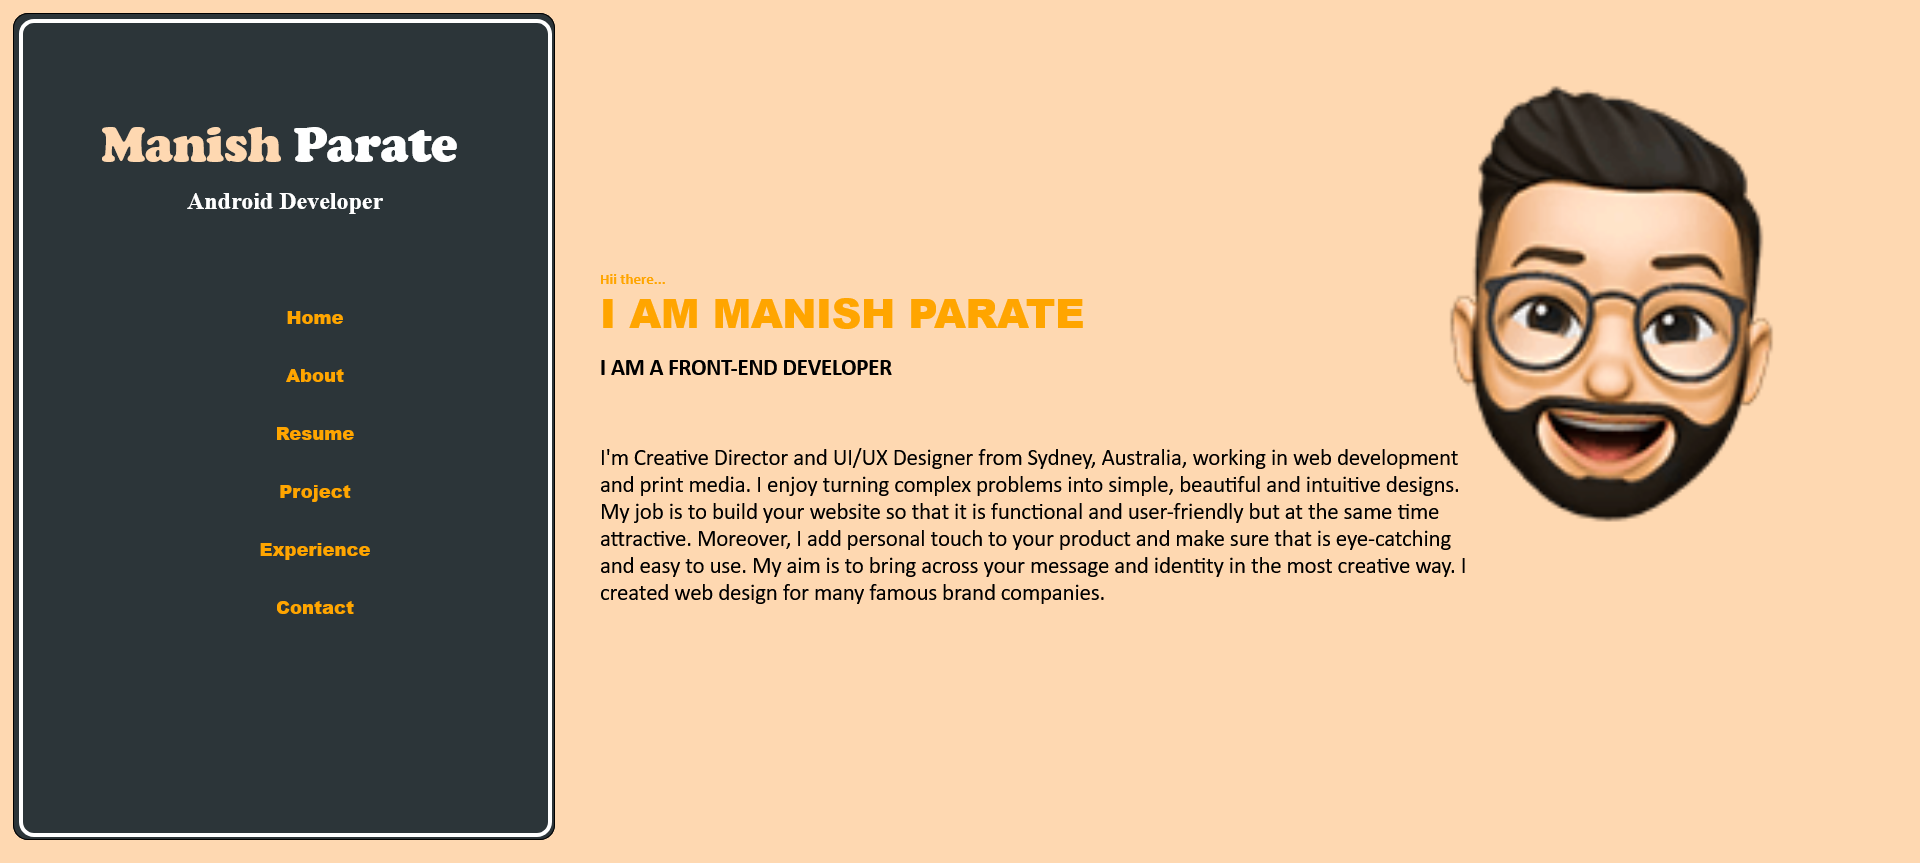 Manish Parate
Android Developer
Home
About
Resume
Project
Experience
Contact
Hii there...
I AM MANISH PARATE
I AM A FRONT-END DEVELOPER
I'm Creative Director and UI/UX Designer from Sydney, Australia, working in web development
and print media. I enjoy turning complex problems into simple, beautiful and intuitive designs.
My job is to build your website so that it is functional and user-friendly but at the same time
attractive. Moreover, I add personal touch to your product and make sure that is eye-catching
and easy to use. My aim is to bring across your message and identity in the most creative way. I
created web design for many famous brand companies.